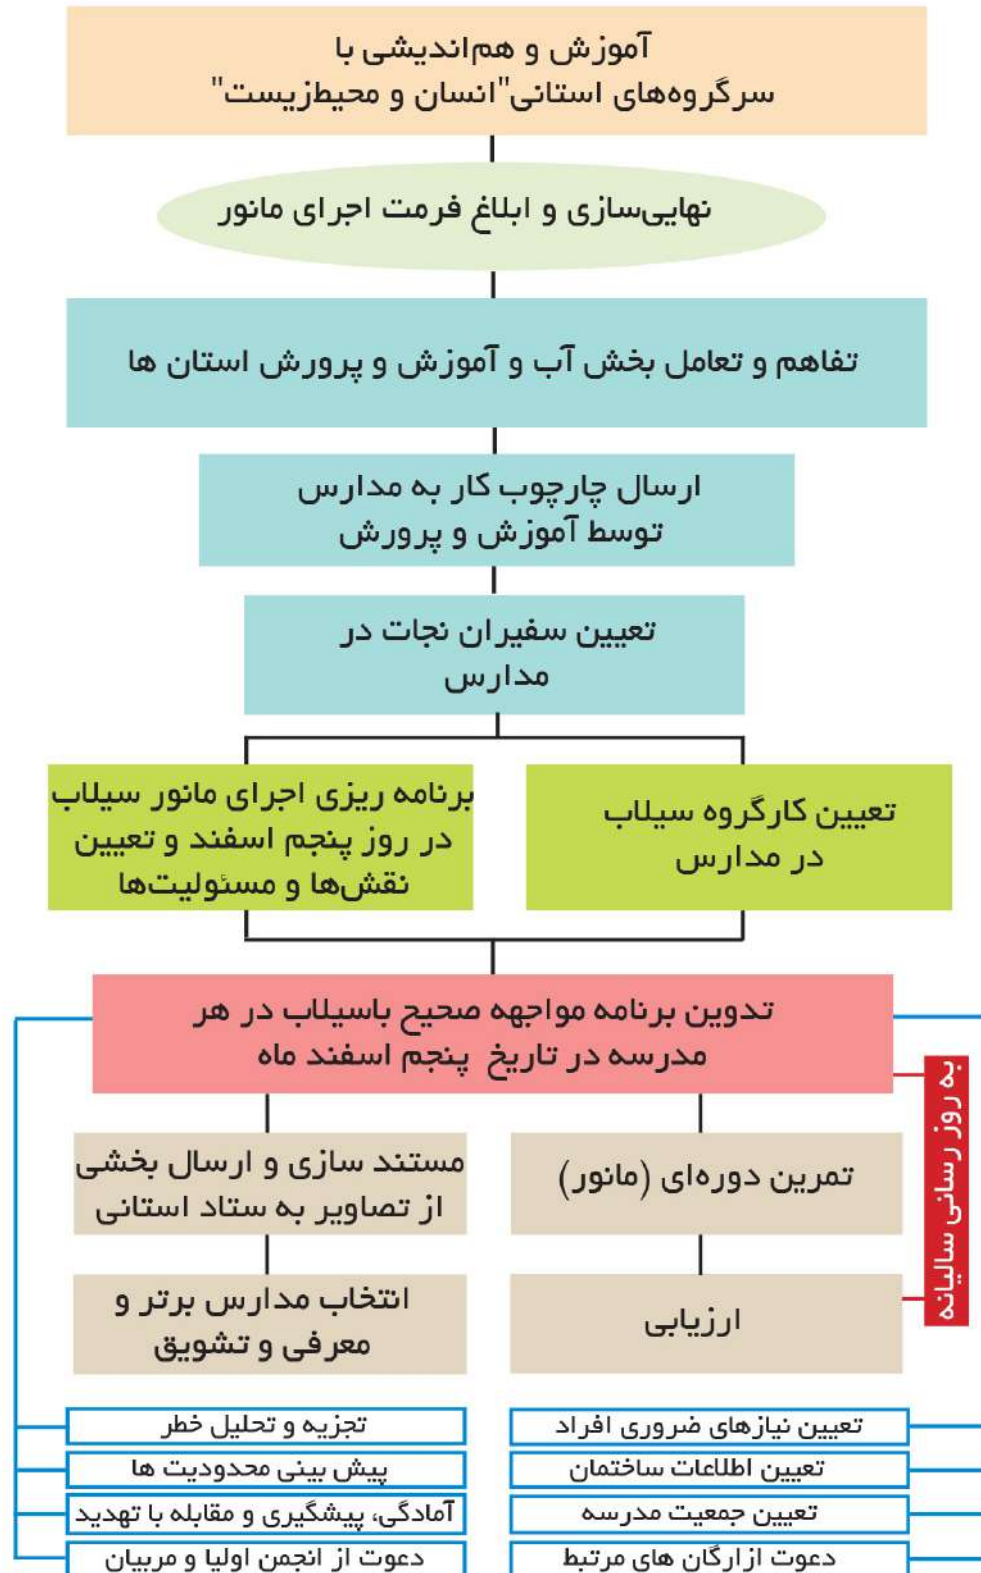 آموزش و هم‌اندیشی با
سرگروه‌های استانی"انسان و محیط‌زیست"
نهایی‌سازی و ابلاغ فرمت اجرای مانور
تفاهم و تعامل بخش آب و آموزش و پرورش استان ها
ارسال چارچوب کار به مدارس
توسط آموزش و پرورش
تعیین سفیران نجات در
مدارس
تعیین کارگروه سیلاب
در مدارس
برنامه ریزی اجرای مانور سیلاب
در روز پنجم اسفند و تعیین
نقش‌ها و مسئولیت‌ها
تدوین برنامه مواجهه صحیح باسیلاب در هر
مدرسه در تاریخ پنجم اسفند ماه
به روز رسانی سالیانه
تمرین دوره‌ای (مانور)
مستند سازی و ارسال بخشی
از تصاویر به ستاد استانی
ارزیابی
انتخاب مدارس برتر و
معرفی و تشویق
تعیین نیازهای ضروری افراد
تجزیه و تحلیل خطر
تعیین اطلاعات ساختمان
پیش بینی محدودیت ها
تعیین جمعیت مدرسه
آمادگی، پیشگیری و مقابله با تهدید
دعوت ازارگان های مرتبط
دعوت از انجمن اولیا و مربیان